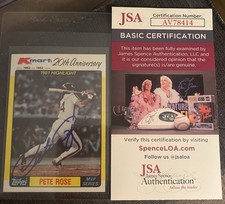 Kmart 20th Anniversary
1981 HIGHLIGHT
PETE ROSE
MVP SERIES
Topps
JSA
Certification Number:
AV78414
BASIC CERTIFICATION
This item has been fully examined by
James Spence Authentication, LLC and
it is our considered opinion that the
signature(s) is/are genuine.
Verify this certification by visiting
SpenceLOA.com
Follow us @jsaloa
JSA
James Spence
Authentication